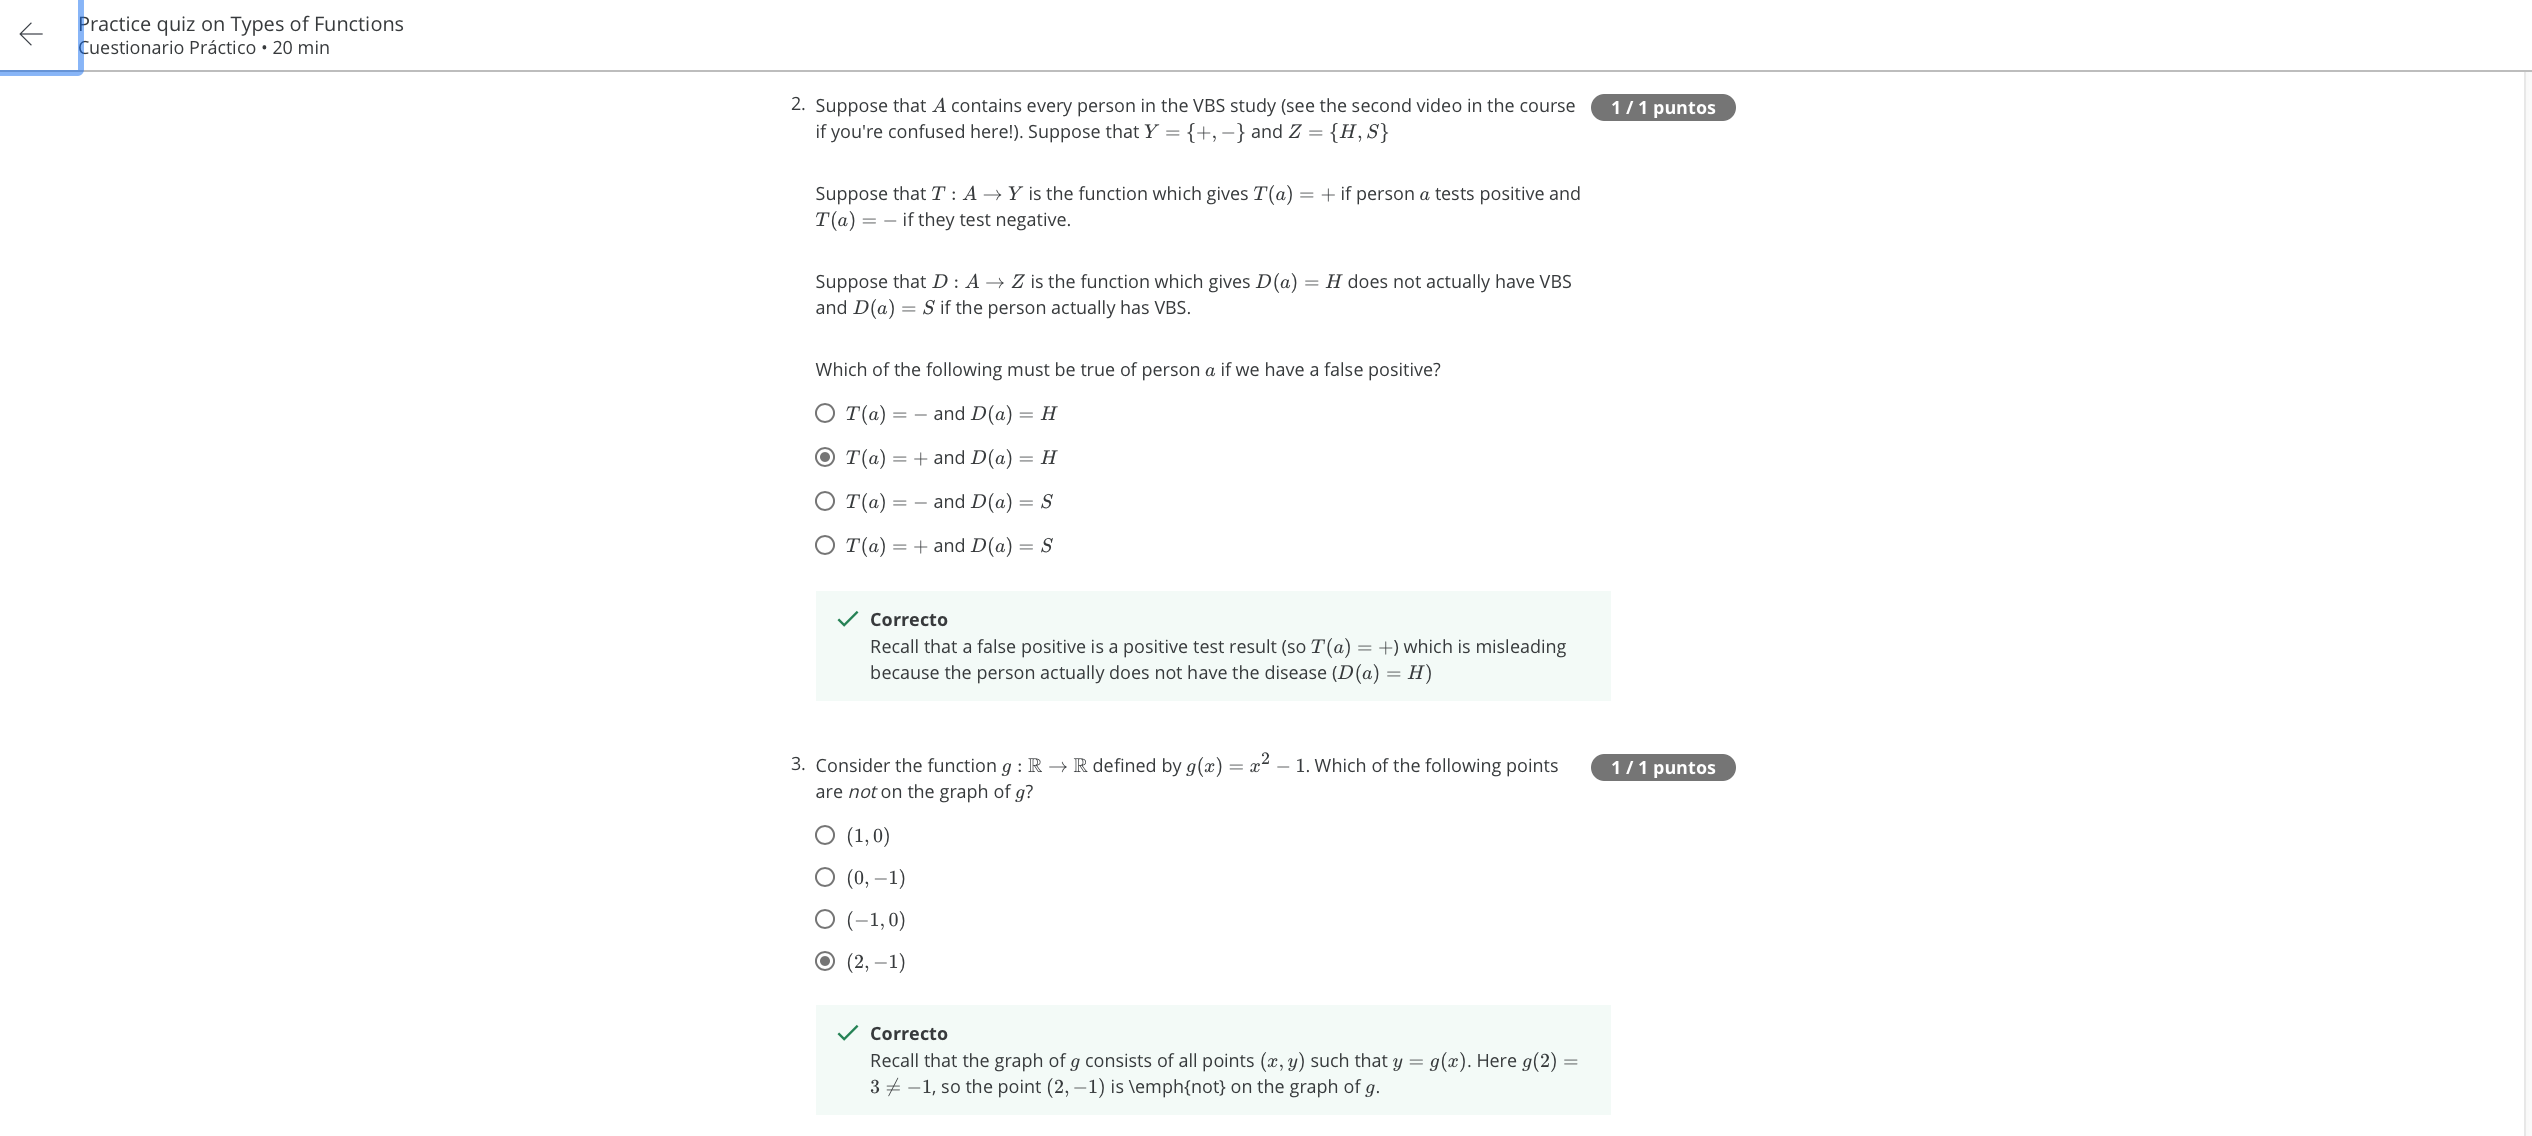 Practice quiz on Types of Functions
Cuestionario Práctico • 20 min
2. Suppose that A contains every person in the VBS study (see the second video in the course
1 / 1 puntos
if you're confused here!). Suppose that Y = {+, −} and Z = {H, S}
Suppose that T : A → Y is the function which gives T(a) = + if person a tests positive and
T(a) = − if they test negative.
Suppose that D : A → Z is the function which gives D(a) = H does not actually have VBS
and D(a) = S if the person actually has VBS.
Which of the following must be true of person a if we have a false positive?
T(a) = − and D(a) = H
T(a) = + and D(a) = H
T(a) = − and D(a) = S
T(a) = + and D(a) = S
Correcto
Recall that a false positive is a positive test result (so T(a) = +) which is misleading
because the person actually does not have the disease (D(a) = H)
3. Consider the function g : ℝ → ℝ defined by g(x) = x² − 1. Which of the following points
1 / 1 puntos
are not on the graph of g?
(1, 0)
(0, −1)
(−1, 0)
(2, −1)
Correcto
Recall that the graph of g consists of all points (x, y) such that y = g(x). Here g(2) =
3 ≠ −1, so the point (2, −1) is \emph{not} on the graph of g.